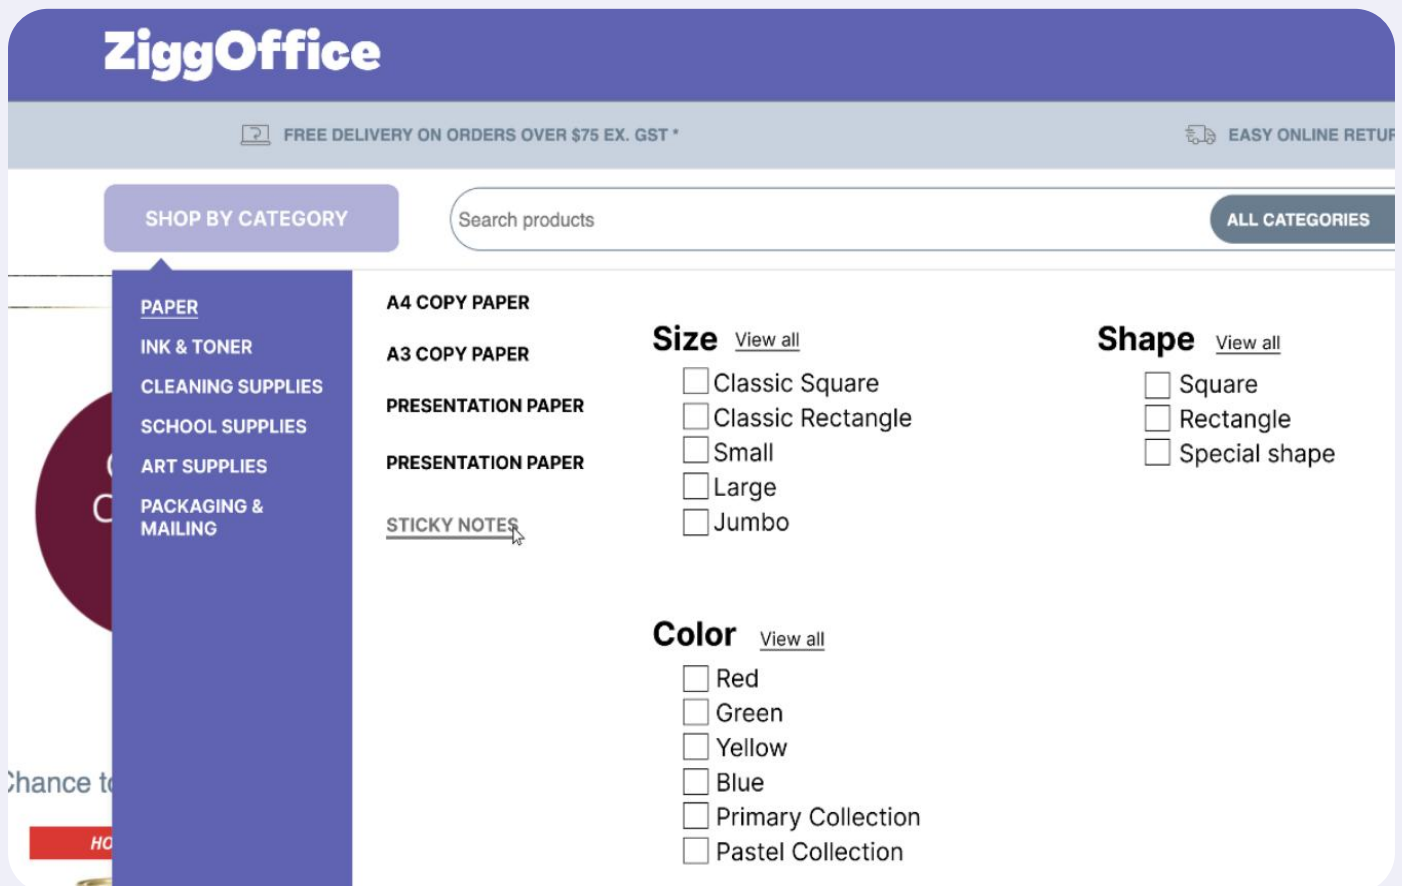 ZiggOffice
FREE DELIVERY ON ORDERS OVER $75 EX. GST *
EASY ONLINE
SHOP BY CATEGORY
Search products
ALL CATEGORIES
PAPER
INK & TONER
CLEANING SUPPLIES
SCHOOL SUPPLIES
ART SUPPLIES
PACKAGING &
MAILING
A4 COPY PAPER
A3 COPY PAPER
PRESENTATION PAPER
PRESENTATION PAPER
STICKY NOTES
Size View all
Classic Square
Classic Rectangle
Small
Large
Jumbo
Shape View all
Square
Rectangle
Special shape
Color View all
Red
Green
Yellow
Blue
Primary Collection
Pastel Collection